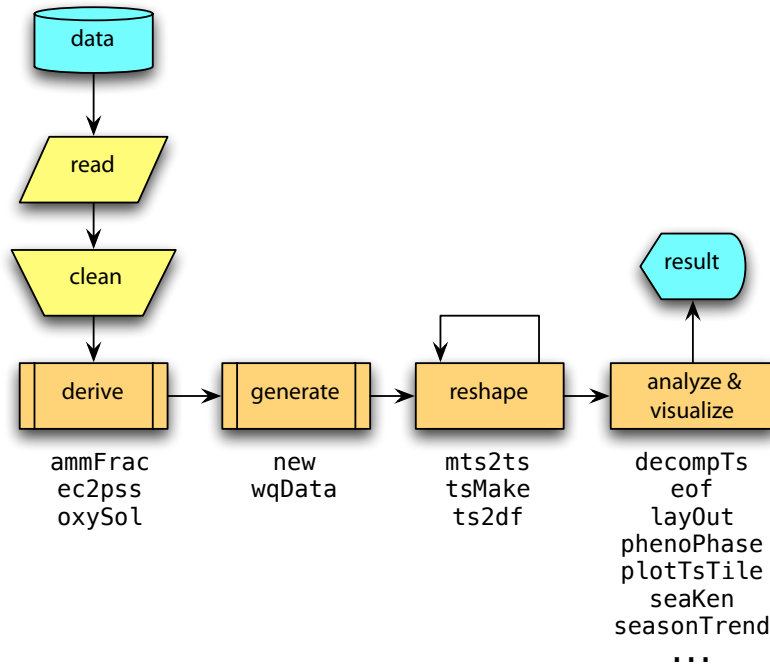 data
read
clean
result
derive
generate
reshape
analyze &
visualize
ammFrac
ec2pss
oxySol
new
wqData
mts2ts
tsMake
ts2df
decompTs
eof
layOut
phenoPhase
plotTsTile
seaKen
seasonTrend
...